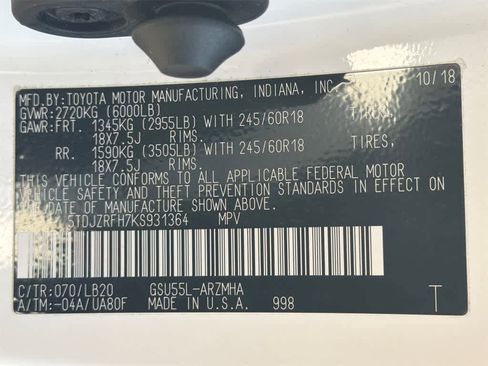 MFD.BY:TOYOTA MOTOR MANUFACTURING, INDIANA, INC. 10/18
GVWR:2720KG (6000LB)
GAWR:FRT. 1345KG (2955LB) WITH 245/60R18 TIRES,
18X7.5J RIMS.
RR. 1590KG (3505LB) WITH 245/60R18 TIRES,
18X7.5J RIMS.
THIS VEHICLE CONFORMS TO ALL APPLICABLE FEDERAL MOTOR
VEHICLE SAFETY AND THEFT PREVENTION STANDARDS IN EFFECT ON
DATE OF MANUFACTURE SHOWN ABOVE.
5TDJZRFH7KS931364 MPV
C/TR:070/LB20 GSU55L-ARZMHA
A/TM:-04A/UA80F MADE IN U.S.A. 998 T